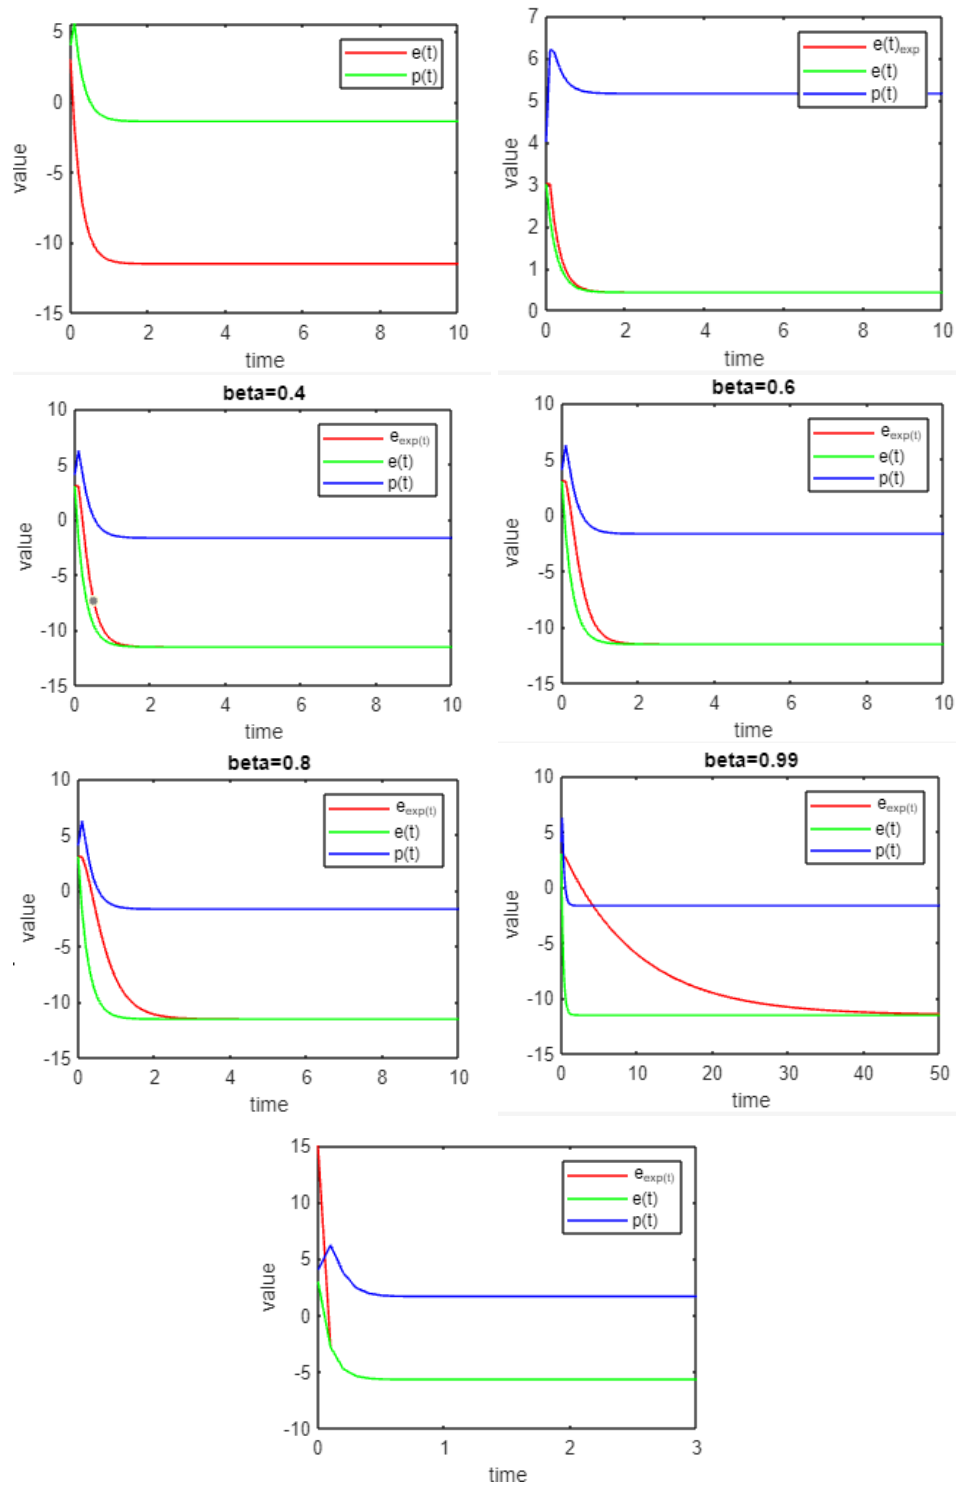 5
0
-5
-10
-15
0 2 4 6 8 10
value
time
e(t)
p(t)
7
6
5
4
3
2
1
0
0 2 4 6 8 10
value
time
e(t)exp
e(t)
p(t)
beta=0.4
10
5
0
-5
-10
-15
0 2 4 6 8 10
value
time
eexp(t)
e(t)
p(t)
beta=0.6
10
5
0
-5
-10
-15
0 2 4 6 8 10
value
time
eexp(t)
e(t)
p(t)
beta=0.8
10
5
0
-5
-10
-15
0 2 4 6 8 10
value
time
eexp(t)
e(t)
p(t)
beta=0.99
10
5
0
-5
-10
-15
0 10 20 30 40 50
value
time
eexp(t)
e(t)
p(t)
15
10
5
0
-5
-10
0 1 2 3
value
time
eexp(t)
e(t)
p(t)